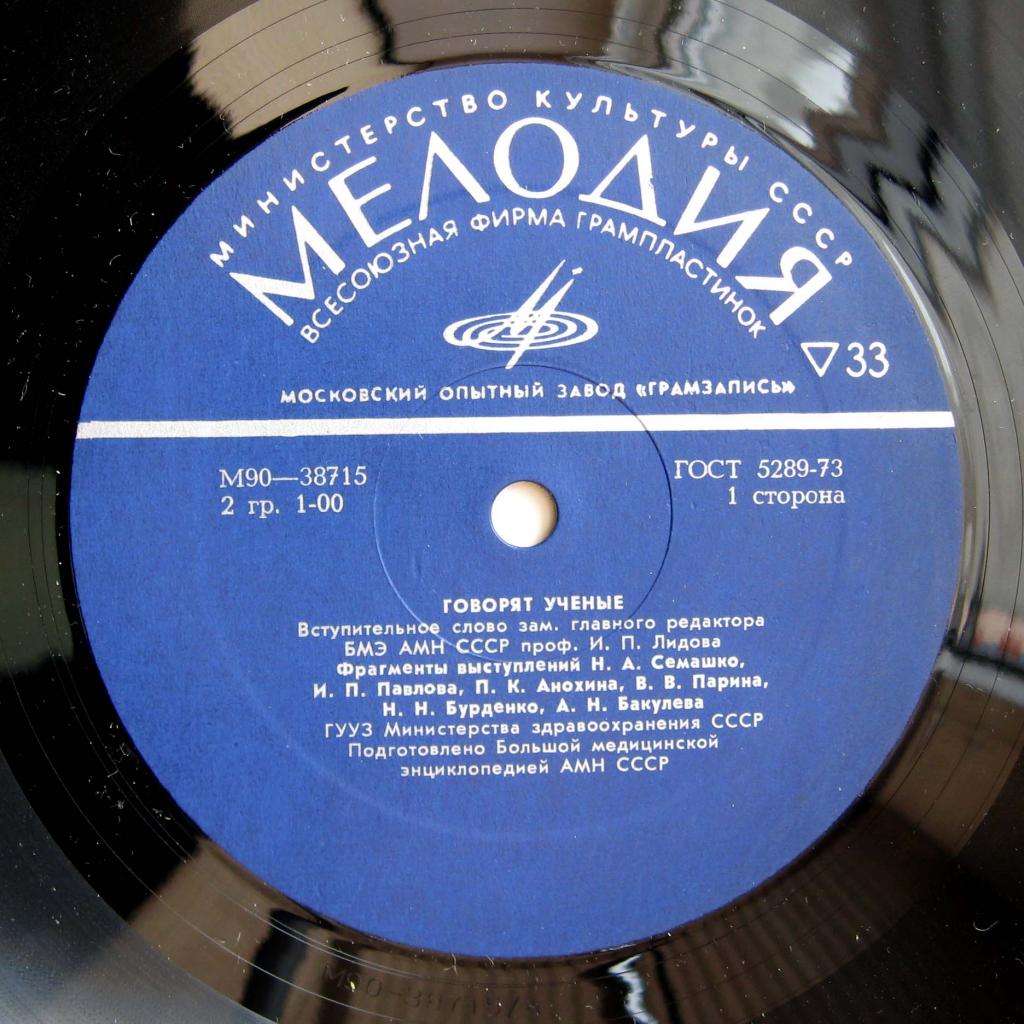 МИНИСТЕРСТВО КУЛЬТУРЫ СССР
МЕЛОДИЯ
ВСЕСОЮЗНАЯ ФИРМА ГРАМПЛАСТИНОК
▽33
МОСКОВСКИЙ ОПЫТНЫЙ ЗАВОД «ГРАМЗАПИСЬ»
М90—38715
2 гр. 1-00
ГОСТ 5289-73
1 сторона
ГОВОРЯТ УЧЕНЫЕ
Вступительное слово зам. главного редактора
БМЭ АМН СССР проф. И. П. Лидова
Фрагменты выступлений Н. А. Семашко,
И. П. Павлова, П. К. Анохина, В. В. Парина,
Н. Н. Бурденко, А. Н. Бакулева
ГУУЗ Министерства здравоохранения СССР
Подготовлено Большой медицинской
энциклопедией АМН СССР